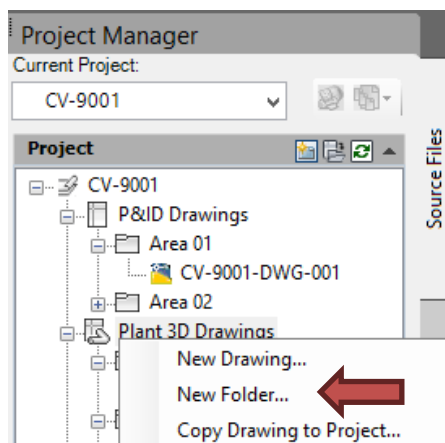 Project Manager
Current Project:
CV-9001
Project
CV-9001
P&ID Drawings
Area 01
CV-9001-DWG-001
Area 02
Plant 3D Drawings
New Drawing...
New Folder...
Copy Drawing to Project...
Source Files